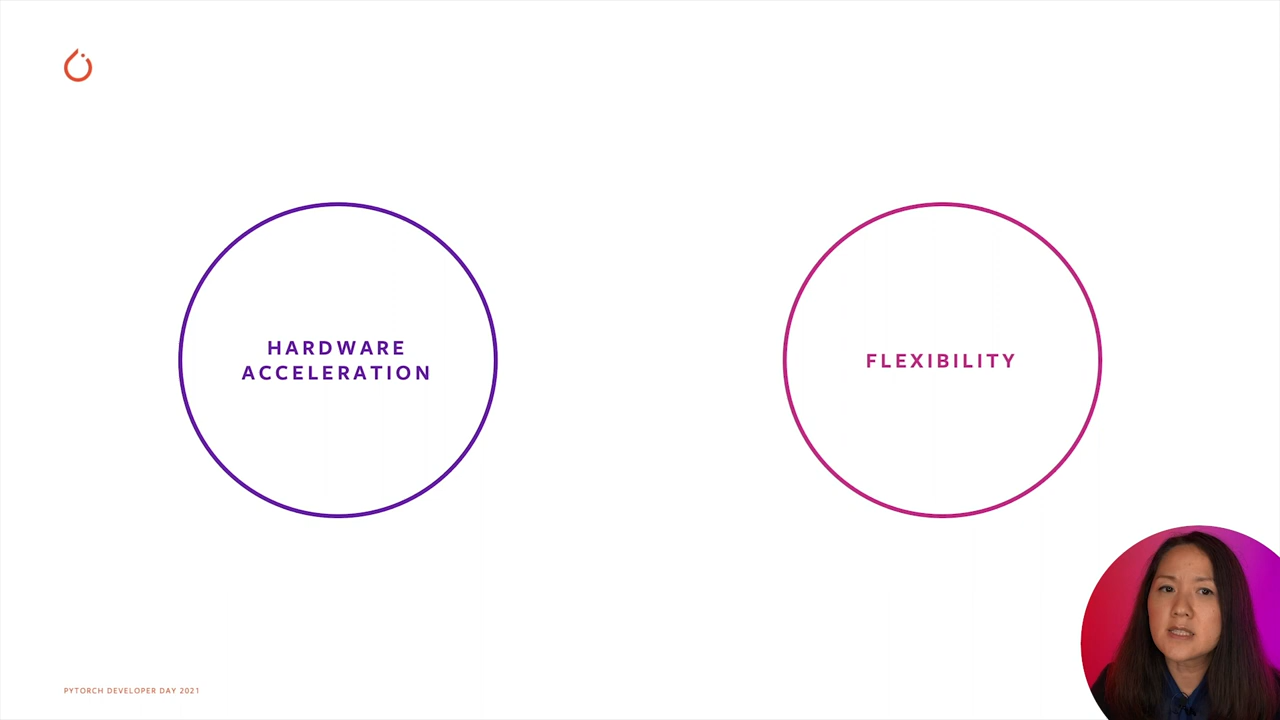 HARDWARE
ACCELERATION
FLEXIBILITY
PYTORCH DEVELOPER DAY 2021